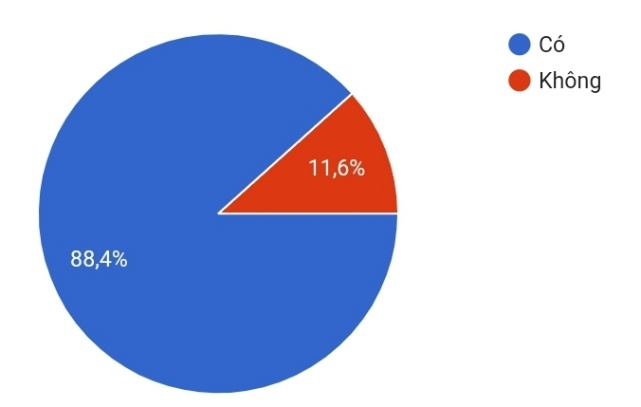 Có
Không
11,6%
88,4%